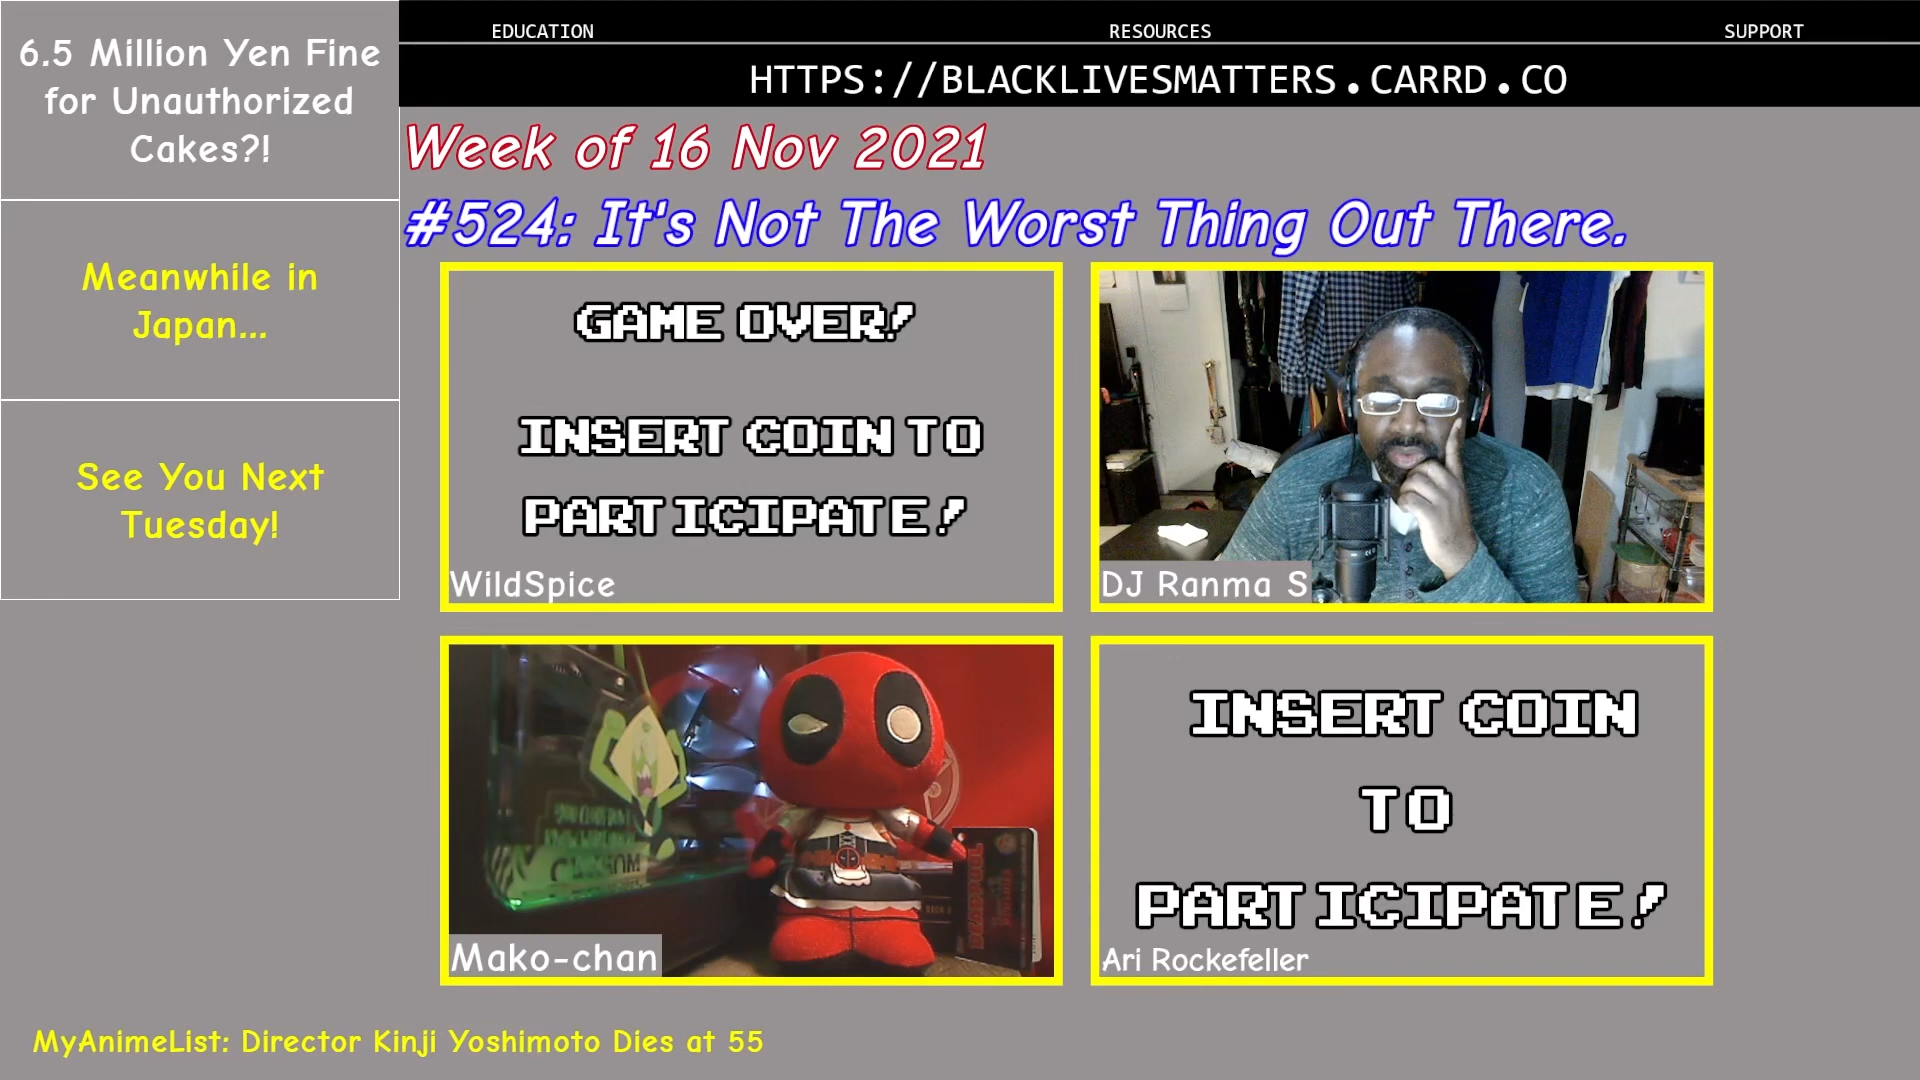 6.5 Million Yen Fine
for Unauthorized
Cakes?!
Meanwhile in
Japan...
See You Next
Tuesday!
EDUCATION
RESOURCES
SUPPORT
HTTPS://BLACKLIVESMATTERS.CARRD.CO
Week of 16 Nov 2021
#524: It's Not The Worst Thing Out There.
GAME OVER!
INSERT COIN TO
PARTICIPATE!
WildSpice
DJ Ranma S
DEADPOOL
Mako-chan
INSERT COIN
TO
PARTICIPATE!
Ari Rockefeller
MyAnimeList: Director Kinji Yoshimoto Dies at 55